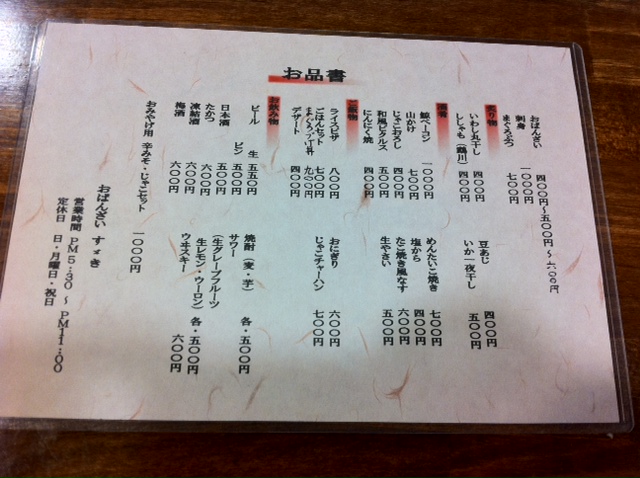 お品書
おばんざい 四〇〇円〜五〇〇円〜六〇〇円
刺身 一〇〇〇円
まぐろぶつ 七〇〇円
炙り物
いわし丸干し 四〇〇円 豆あじ 四〇〇円
ししゃも（鵡川） 四〇〇円 いか一夜干し 五〇〇円
酒肴
鯨ベーコン 一〇〇〇円 めんたいこ焼き 七〇〇円
山かけ 七〇〇円 塩から 四〇〇円
じゃこおろし 四〇〇円 たこ焼き風なす 六〇〇円
和風ピクルス 五〇〇円 生やさい 五〇〇円
にんにく焼 四〇〇円
ご飯物
ライスピザ 八〇〇円 おにぎり 六〇〇円
ごはんセット 七〇〇円 じゃこチャーハン 七〇〇円
九〇〇円
デザート 四〇〇円
お飲み物
ビール 生 五五〇円 焼酎（麦・芋） 各・五〇〇円
ビン 五〇〇円 サワー
日本酒 五〇〇円 （生グレープフルーツ
たかつ 六〇〇円 生レモン・ウーロン） 各・五〇〇円
凍結酒 六〇〇円 ウヰスキー 六〇〇円
梅酒 六〇〇円
おみやげ用 辛みそ・じゃこセット 一〇〇〇円
おばんざい すゞき
営業時間 PM5:30 〜 PM11:00
定休日 日・月曜日・祝日